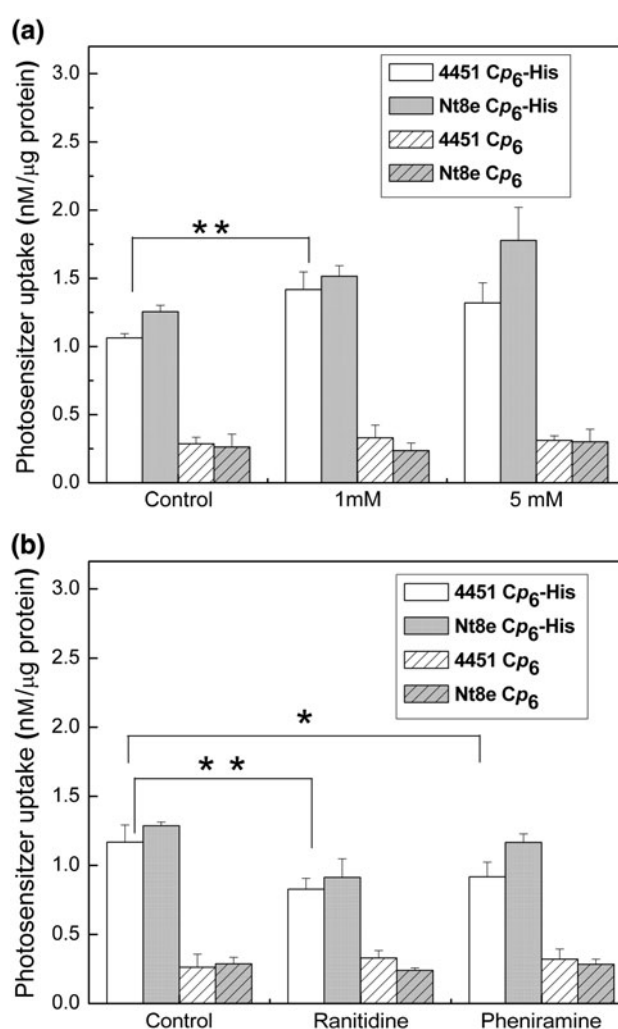 (a)
Photosensitzer uptake (nM/µg protein)
3.0
2.5
2.0
1.5
1.0
0.5
0.0
4451 Cp6-His
Nt8e Cp6-His
4451 Cp6
Nt8e Cp6
**
Control
1mM
5 mM
(b)
Photosensitzer uptake (nM/µg protein)
3.0
2.5
2.0
1.5
1.0
0.5
0.0
4451 Cp6-His
Nt8e Cp6-His
4451 Cp6
Nt8e Cp6
*
* *
Control
Ranitidine
Pheniramine